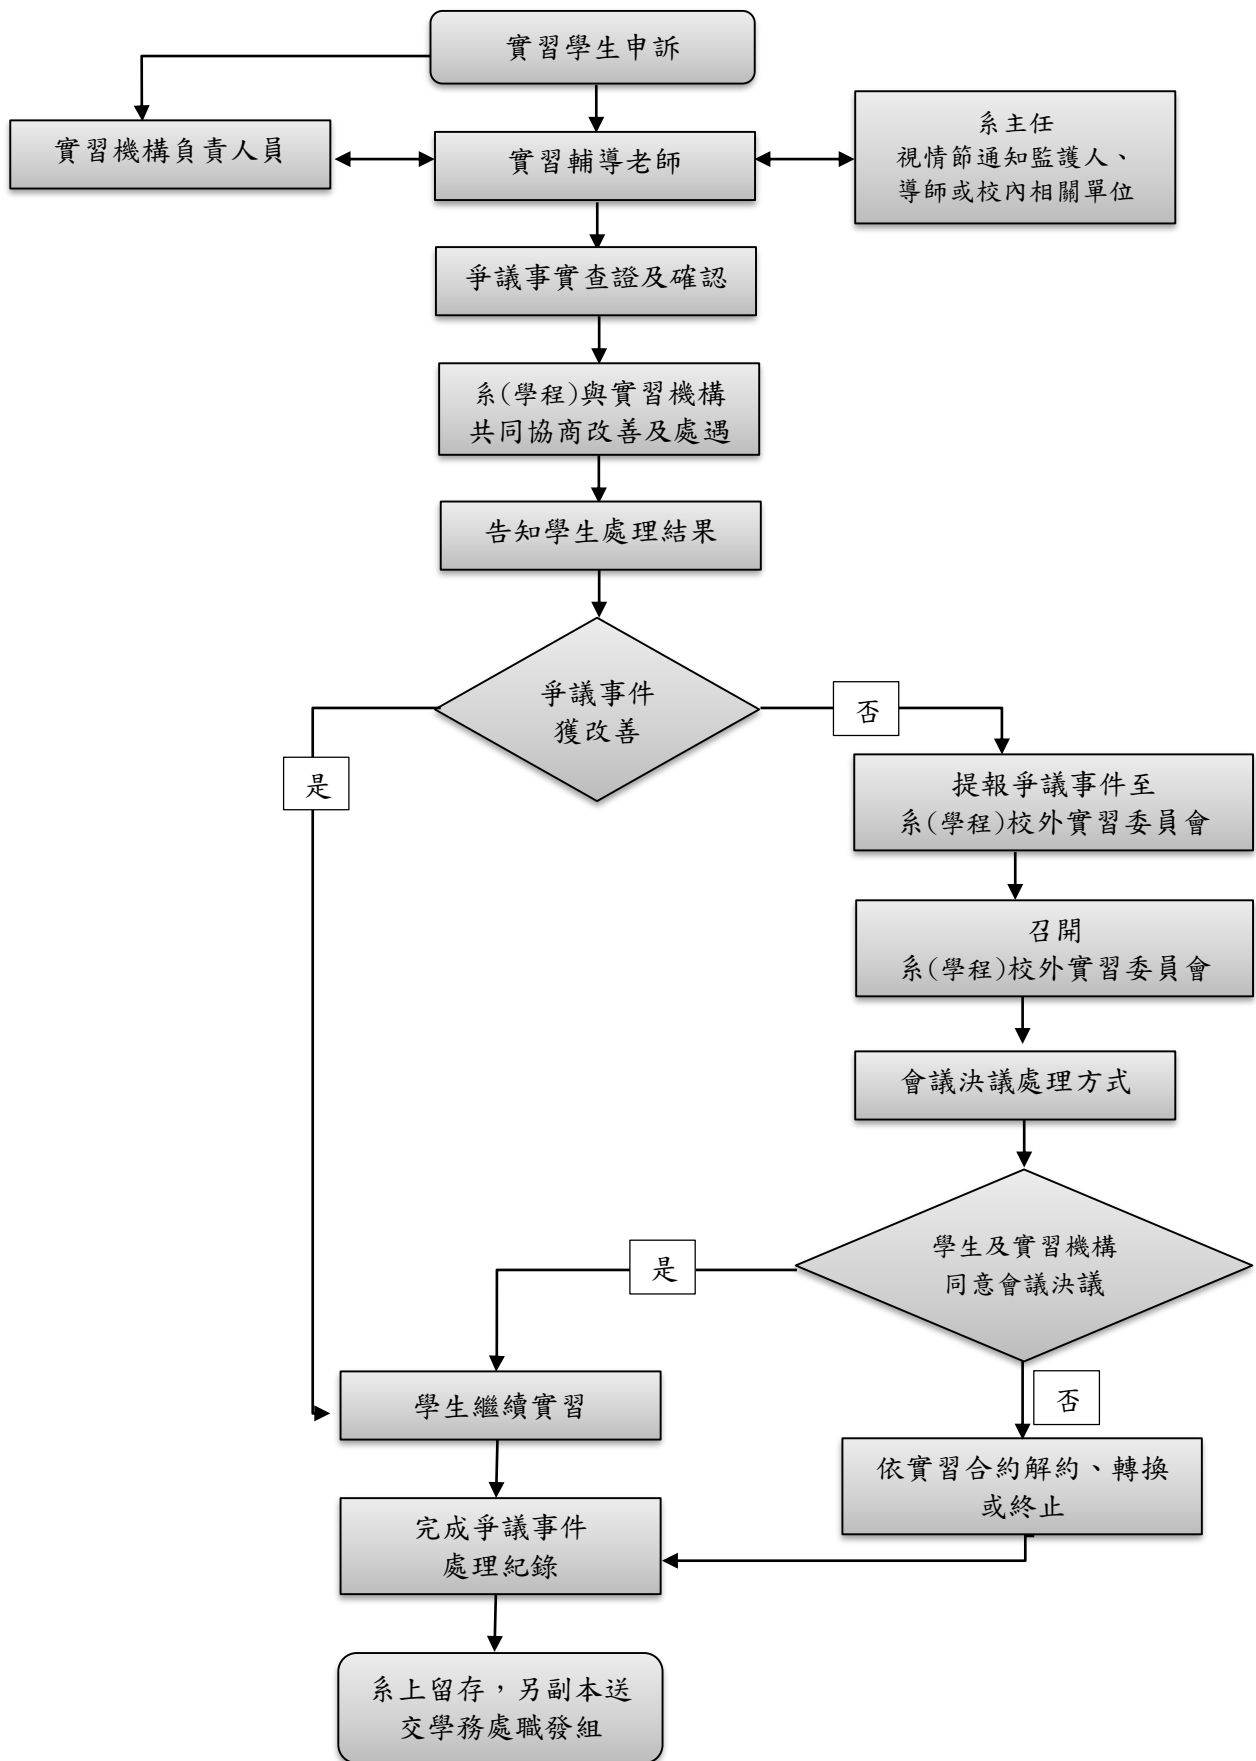 實習學生申訴
實習機構負責人員
實習輔導老師
系主任
視情節通知監護人、
導師或校內相關單位
爭議事實查證及確認
系(學程)與實習機構
共同協商改善及處遇
告知學生處理結果
爭議事件
獲改善
否
是
提報爭議事件至
系(學程)校外實習委員會
召開
系(學程)校外實習委員會
會議決議處理方式
學生及實習機構
同意會議決議
是
否
學生繼續實習
依實習合約解約、轉換
或終止
完成爭議事件
處理紀錄
系上留存，另副本送
交學務處職發組